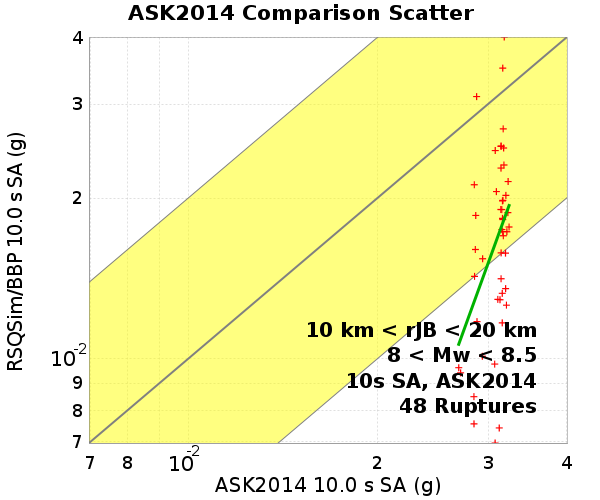 ASK2014 Comparison Scatter
RSQSim/BBP 10.0 s SA (g)
4
3
2
10-2
9
8
7
10 km < rJB < 20 km
8 < Mw < 8.5
10s SA, ASK2014
48 Ruptures
7 8 10-2 2 3 4
ASK2014 10.0 s SA (g)